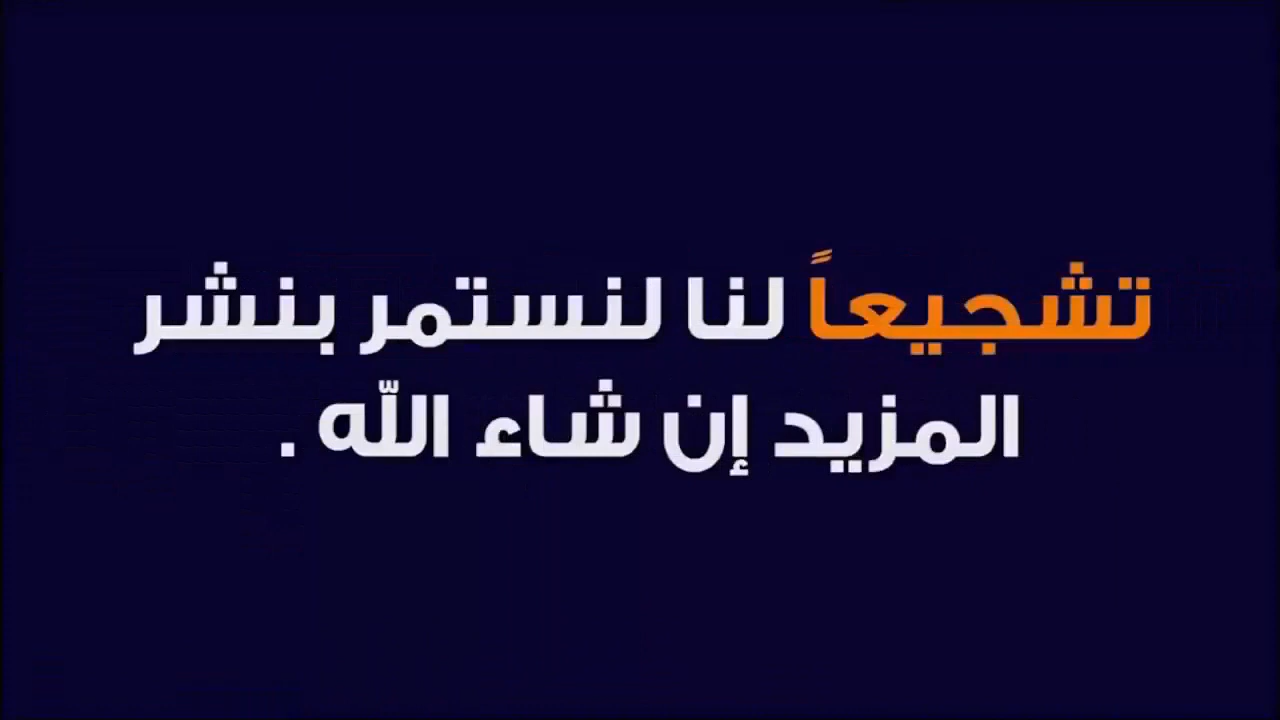 تشجيعاً لنا لنستمر بنشر
المزيد إن شاء اللّه .